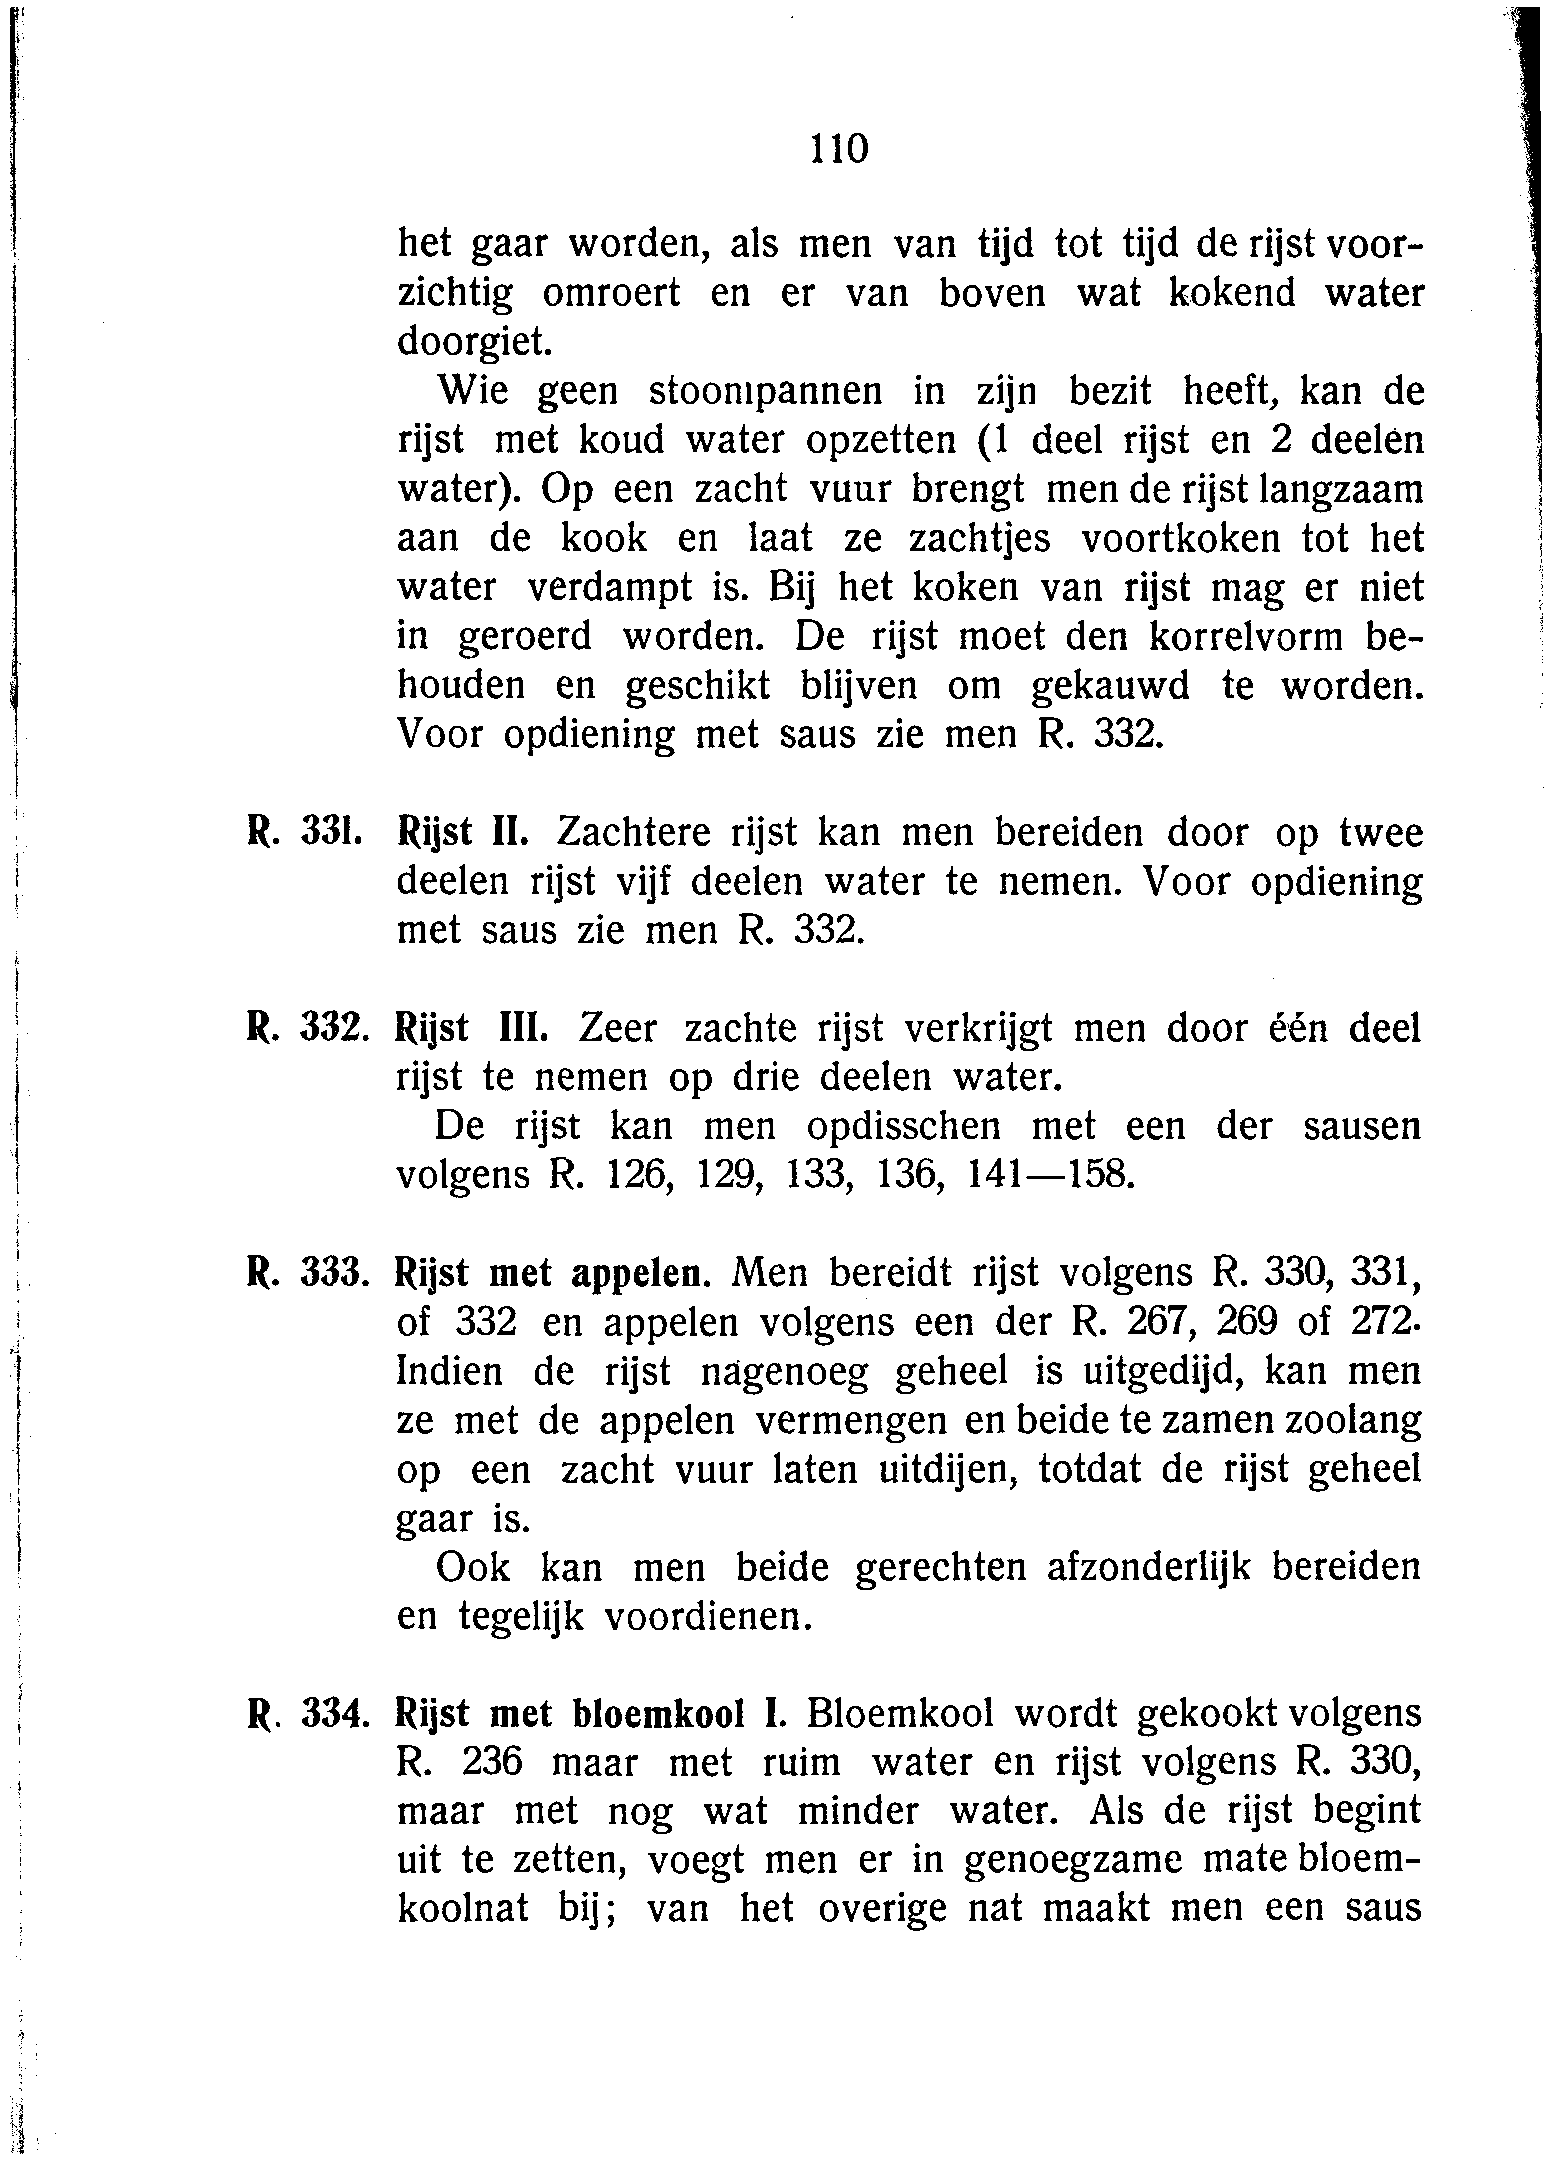 110
het gaar worden, als men van tijd tot tijd de rijst voor-
zichtig omroert en er van boven wat kokend water
doorgiet.
Wie geen stoompannen in zijn bezit heeft, kan de
rijst met koud water opzetten (1 deel rijst en 2 deelen
water). Op een zacht vuur brengt men de rijst langzaam
aan de kook en laat ze zachtjes voortkoken tot het
water verdampt is. Bij het koken van rijst mag er niet
in geroerd worden. De rijst moet den korrelvorm be-
houden en geschikt blijven om gekauwd te worden.
Voor opdiening met saus zie men R. 332.
R. 331. Rijst II. Zachtere rijst kan men bereiden door op twee
deelen rijst vijf deelen water te nemen. Voor opdiening
met saus zie men R. 332.
R. 332. Rijst III. Zeer zachte rijst verkrijgt men door één deel
rijst te nemen op drie deelen water.
De rijst kan men opdisschen met een der sausen
volgens R. 126, 129, 133, 136, 141—158.
R. 333. Rijst met appelen. Men bereidt rijst volgens R. 330, 331,
of 332 en appelen volgens een der R. 267, 269 of 272.
Indien de rijst nagenoeg geheel is uitgedijd, kan men
ze met de appelen vermengen en beide te zamen zoolang
op een zacht vuur laten uitdijen, totdat de rijst geheel
gaar is.
Ook kan men beide gerechten afzonderlijk bereiden
en tegelijk voordienen.
R. 334. Rijst met bloemkool I. Bloemkool wordt gekookt volgens
R. 236 maar met ruim water en rijst volgens R. 330,
maar met nog wat minder water. Als de rijst begint
uit te zetten, voegt men er in genoegzame mate bloem-
koolnat bij; van het overige nat maakt men een saus